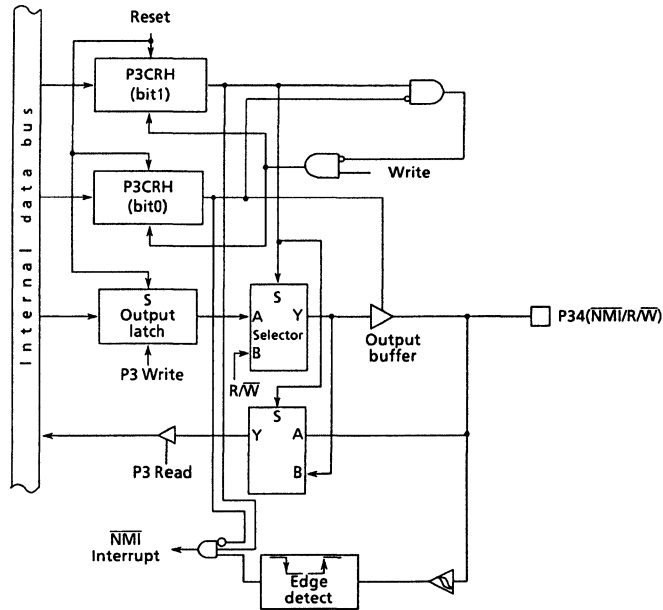 Reset
Internal data bus
P3CRH
(bit1)
Write
P3CRH
(bit0)
S
Output
latch
P3 Write
S
A
Y
Selector
B
R/W̅
Output
buffer
P34(N̅M̅I̅/R/W̅)
S
Y
A
B
P3 Read
N̅M̅I̅
Interrupt
Edge
detect